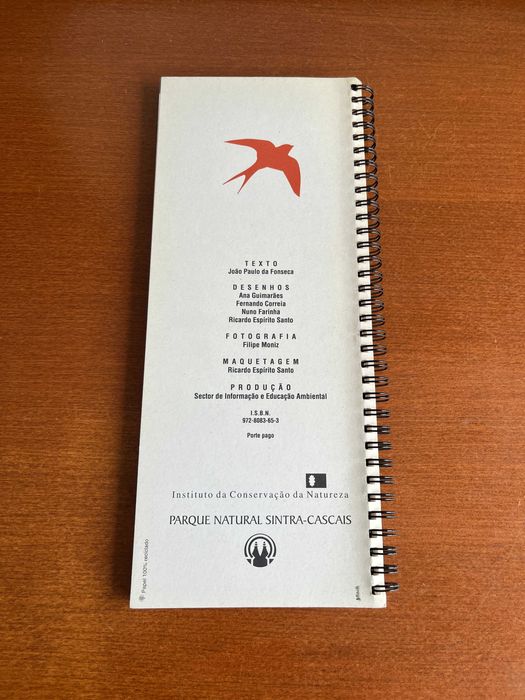 TEXTO
João Paulo da Fonseca
DESENHOS
Ana Guimarães
Fernando Correia
Nuno Farinha
Ricardo Espírito Santo
FOTOGRAFIA
Filipe Moniz
MAQUETAGEM
Ricardo Espírito Santo
PRODUÇÃO
Sector de Informação e Educação Ambiental
I.S.B.N.
972-8083-65-3
Porte pago
Instituto da Conservação da Natureza
PARQUE NATURAL SINTRA-CASCAIS
Papel 100% reciclado